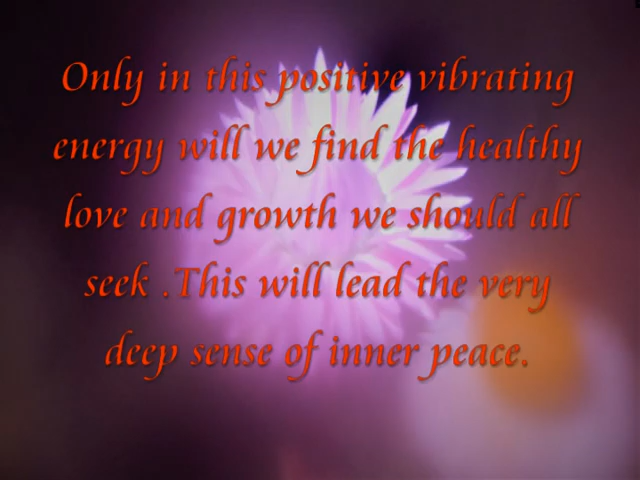 Only in this positive vibrating
energy will we find the healthy
love and growth we should all
seek .This will lead the very
deep sense of inner peace.